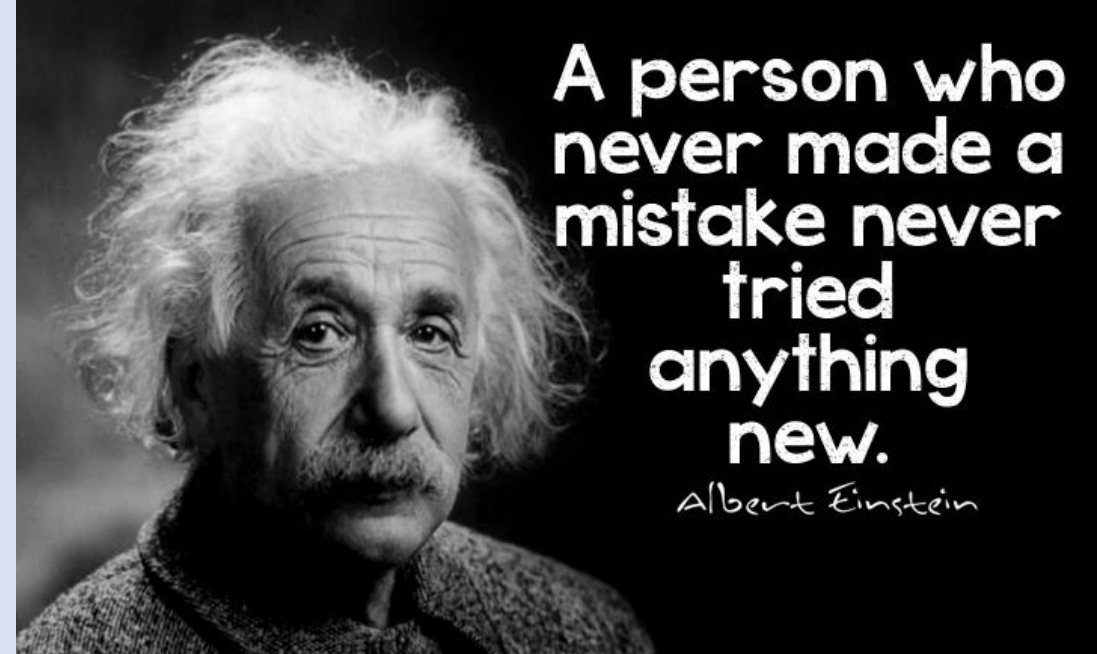 A person who
never made a
mistake never
tried
anything
new.
Albert Einstein